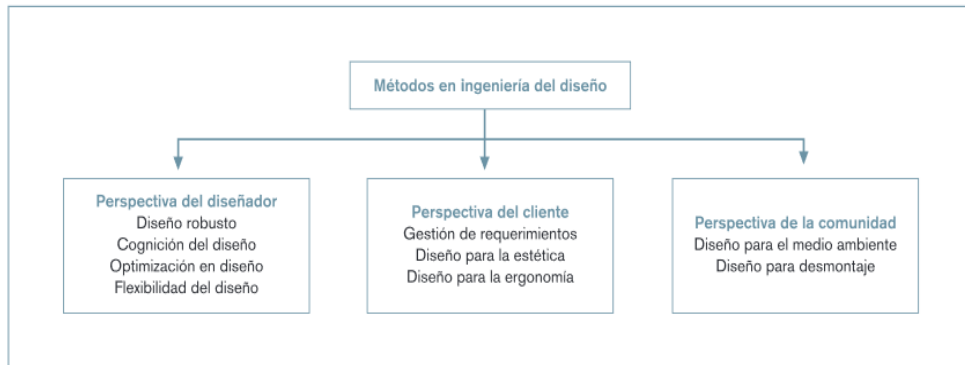 Métodos en ingeniería del diseño
Perspectiva del diseñador
Diseño robusto
Cognición del diseño
Optimización en diseño
Flexibilidad del diseño
Perspectiva del cliente
Gestión de requerimientos
Diseño para la estética
Diseño para la ergonomía
Perspectiva de la comunidad
Diseño para el medio ambiente
Diseño para desmontaje